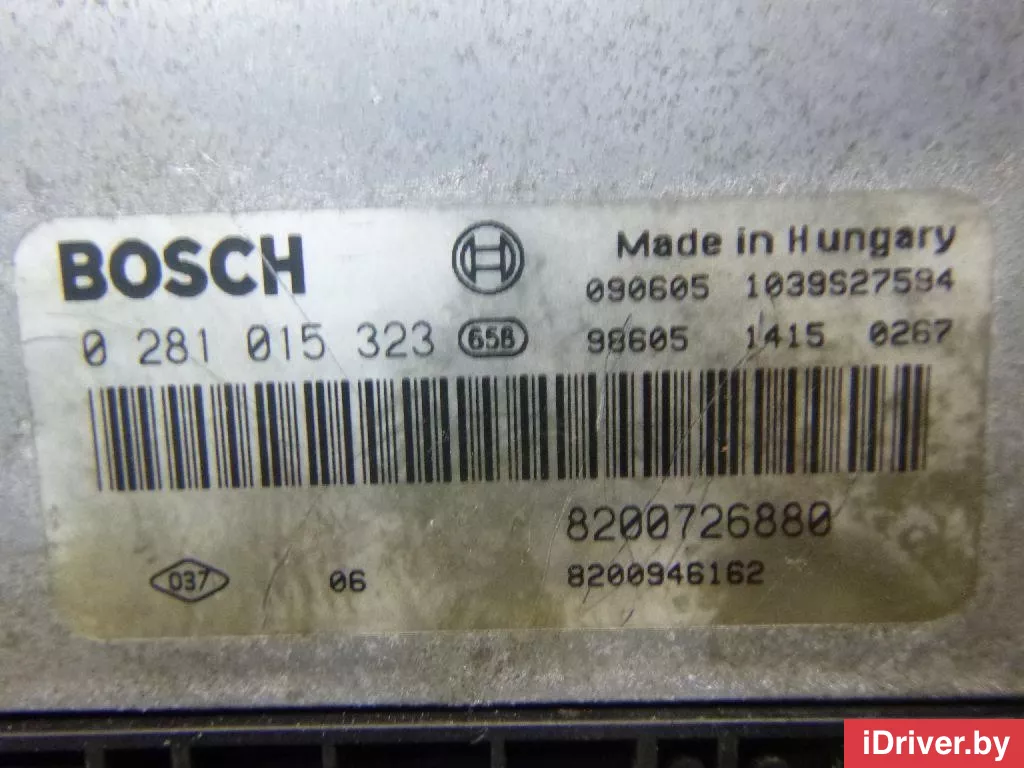 BOSCH
Made in Hungary
090605 1039S27594
0 281 015 323 65B 98605 1415 0267
8200726880
037 06 8200946162
iDriver.by